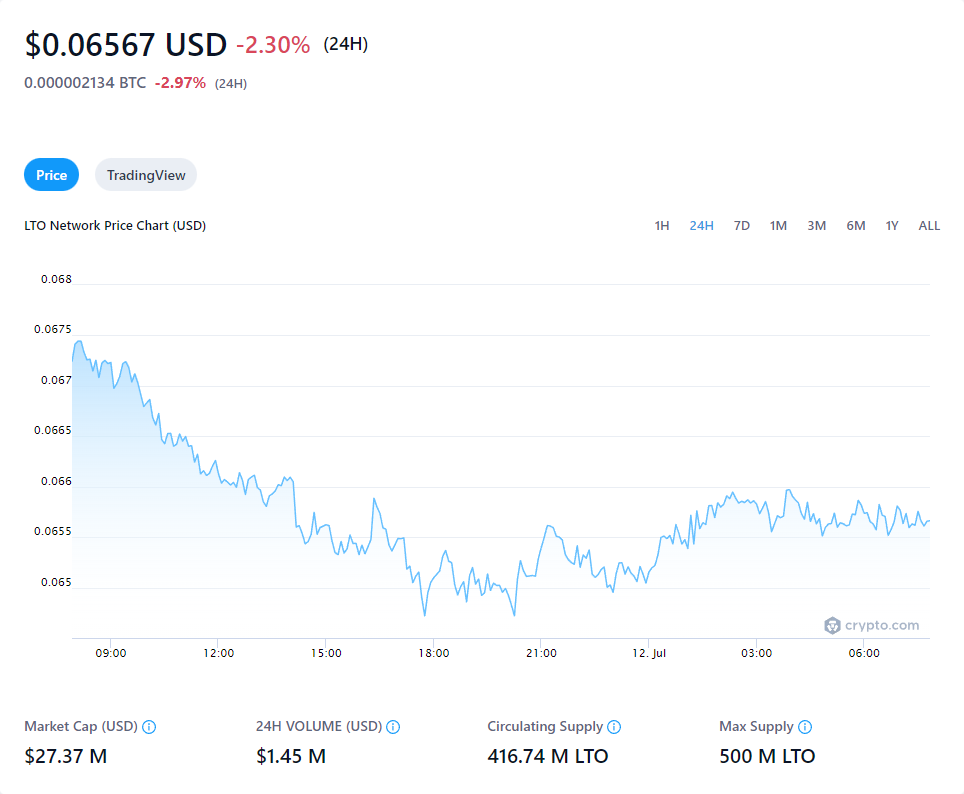 $0.06567 USD -2.30% (24H)
0.000002134 BTC -2.97% (24H)
Price TradingView
LTO Network Price Chart (USD) 1H 24H 7D 1M 3M 6M 1Y ALL
0.068
0.0675
0.067
0.0665
0.066
0.0655
0.065
crypto.com
09:00 12:00 15:00 18:00 21:00 12. Jul 03:00 06:00
Market Cap (USD) 24H VOLUME (USD) Circulating Supply Max Supply
$27.37 M $1.45 M 416.74 M LTO 500 M LTO